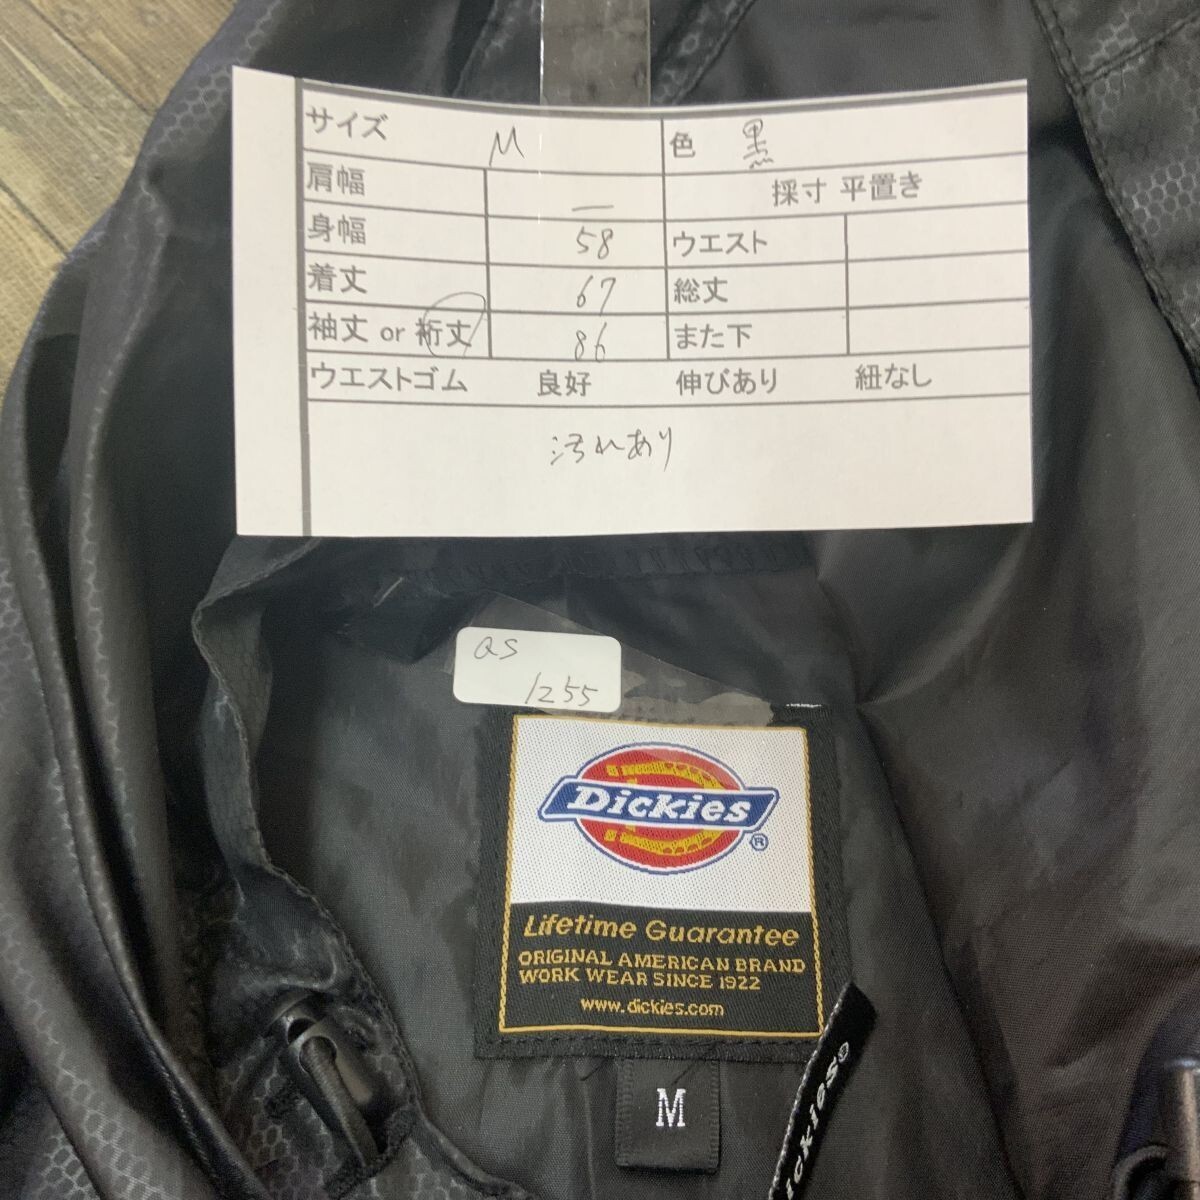 サイズ M 色 黒
肩幅 — 採寸 平置き
身幅 58 ウエスト
着丈 67 総丈
袖丈 or 裄丈 86 また下
ウエストゴム 良好 伸びあり 紐なし
汚れあり
QS
1255
Dickies®
Lifetime Guarantee
ORIGINAL AMERICAN BRAND
WORK WEAR SINCE 1922
www.dickies.com
M
ickies®